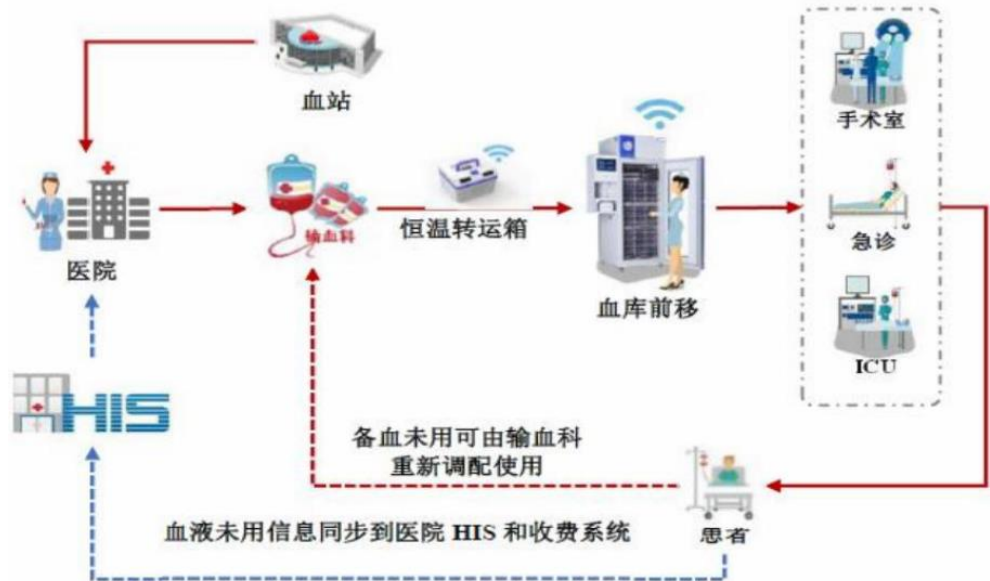 血站
手术室
医院
输血科
恒温转运箱
血库前移
急诊
ICU
HIS
备血未用可由输血科
重新调配使用
血液未用信息同步到医院 HIS 和收费系统
患者